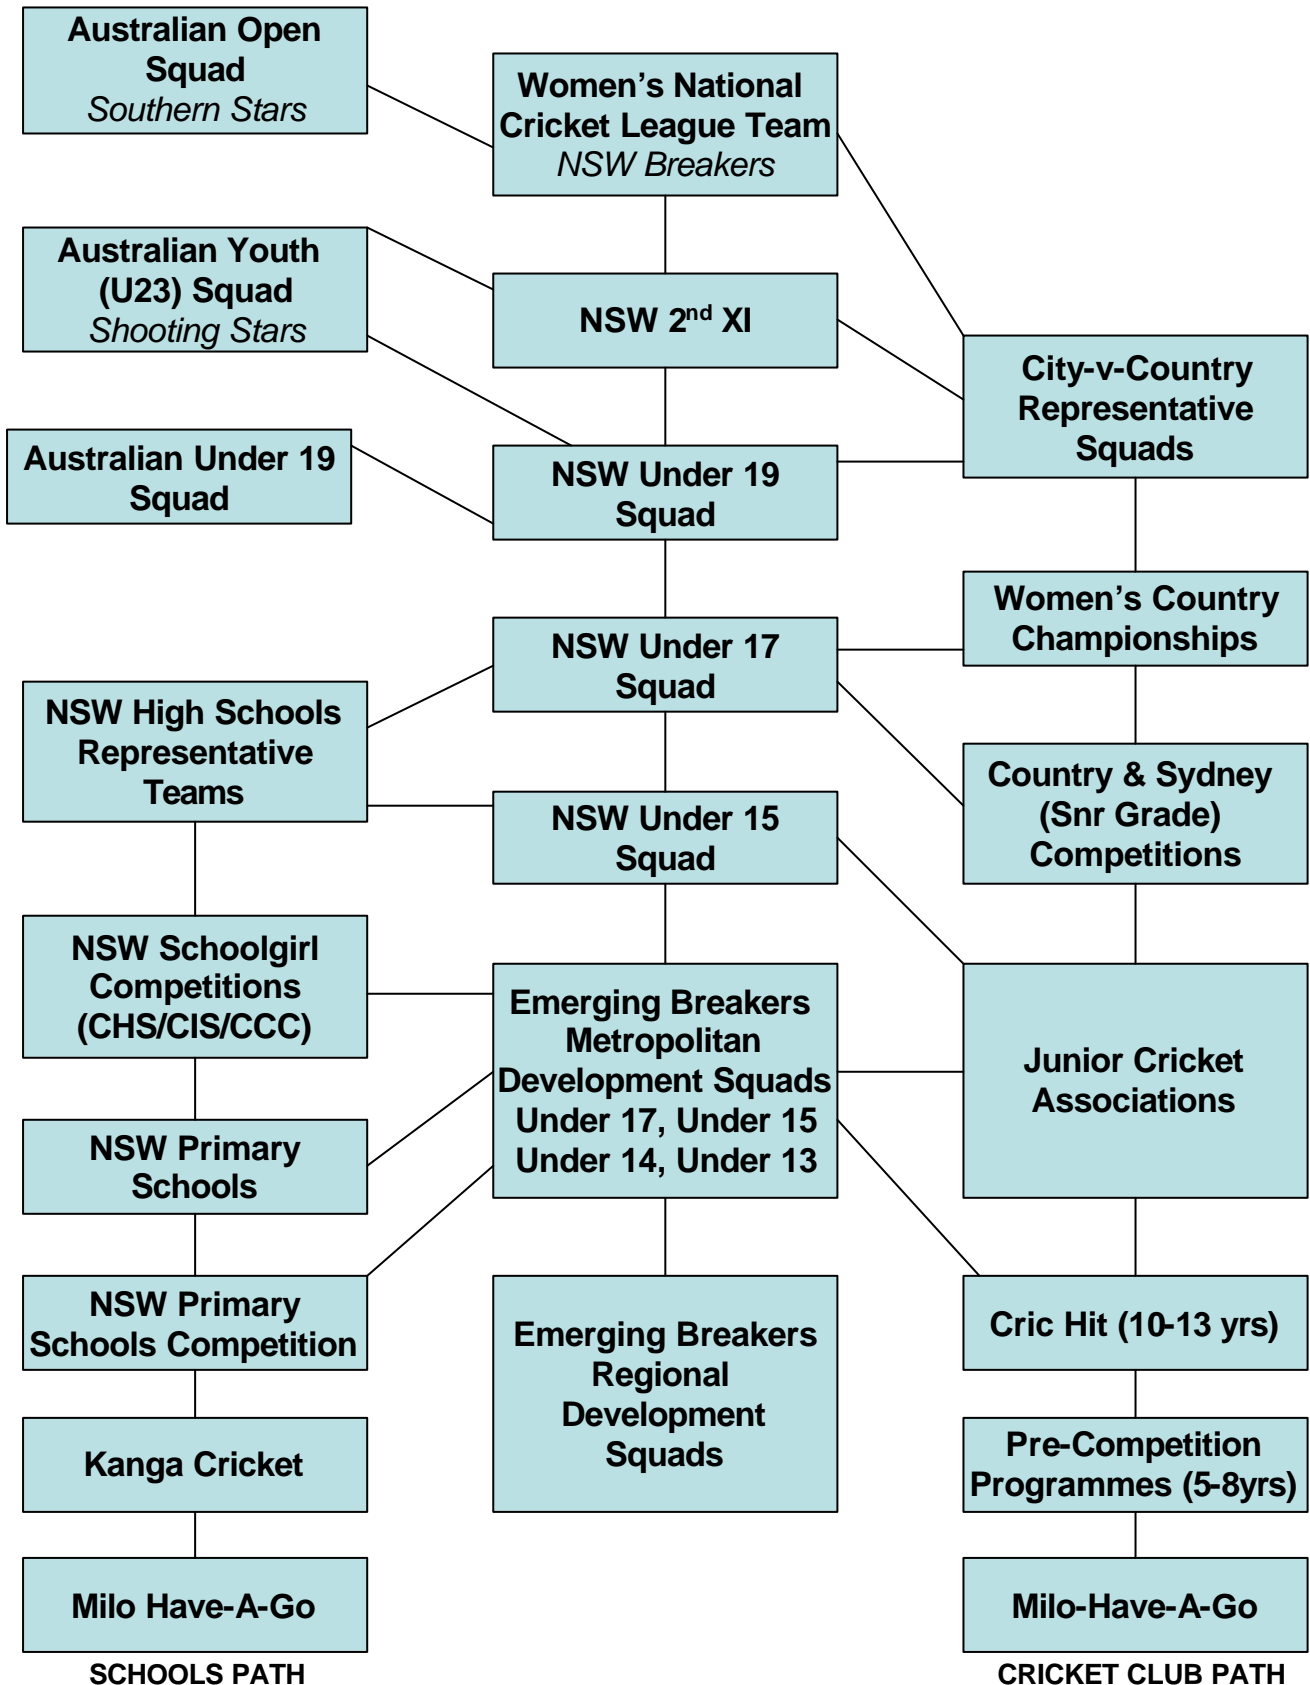 Australian Open
Squad
Southern Stars
Women’s National
Cricket League Team
NSW Breakers
Australian Youth
(U23) Squad
Shooting Stars
NSW 2nd XI
City-v-Country
Representative
Squads
Australian Under 19
Squad
NSW Under 19
Squad
Women’s Country
Championships
NSW Under 17
Squad
NSW High Schools
Representative
Teams
Country & Sydney
(Snr Grade)
Competitions
NSW Under 15
Squad
NSW Schoolgirl
Competitions
(CHS/CIS/CCC)
Emerging Breakers
Metropolitan
Development Squads
Under 17, Under 15
Under 14, Under 13
Junior Cricket
Associations
NSW Primary
Schools
NSW Primary
Schools Competition
Emerging Breakers
Regional
Development
Squads
Cric Hit (10-13 yrs)
Kanga Cricket
Pre-Competition
Programmes (5-8yrs)
Milo Have-A-Go
Milo-Have-A-Go
SCHOOLS PATH
CRICKET CLUB PATH